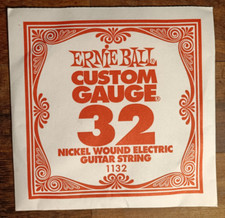 ERNIE BALL
CUSTOM
GAUGE®
32
NICKEL WOUND ELECTRIC
GUITAR STRING
1132